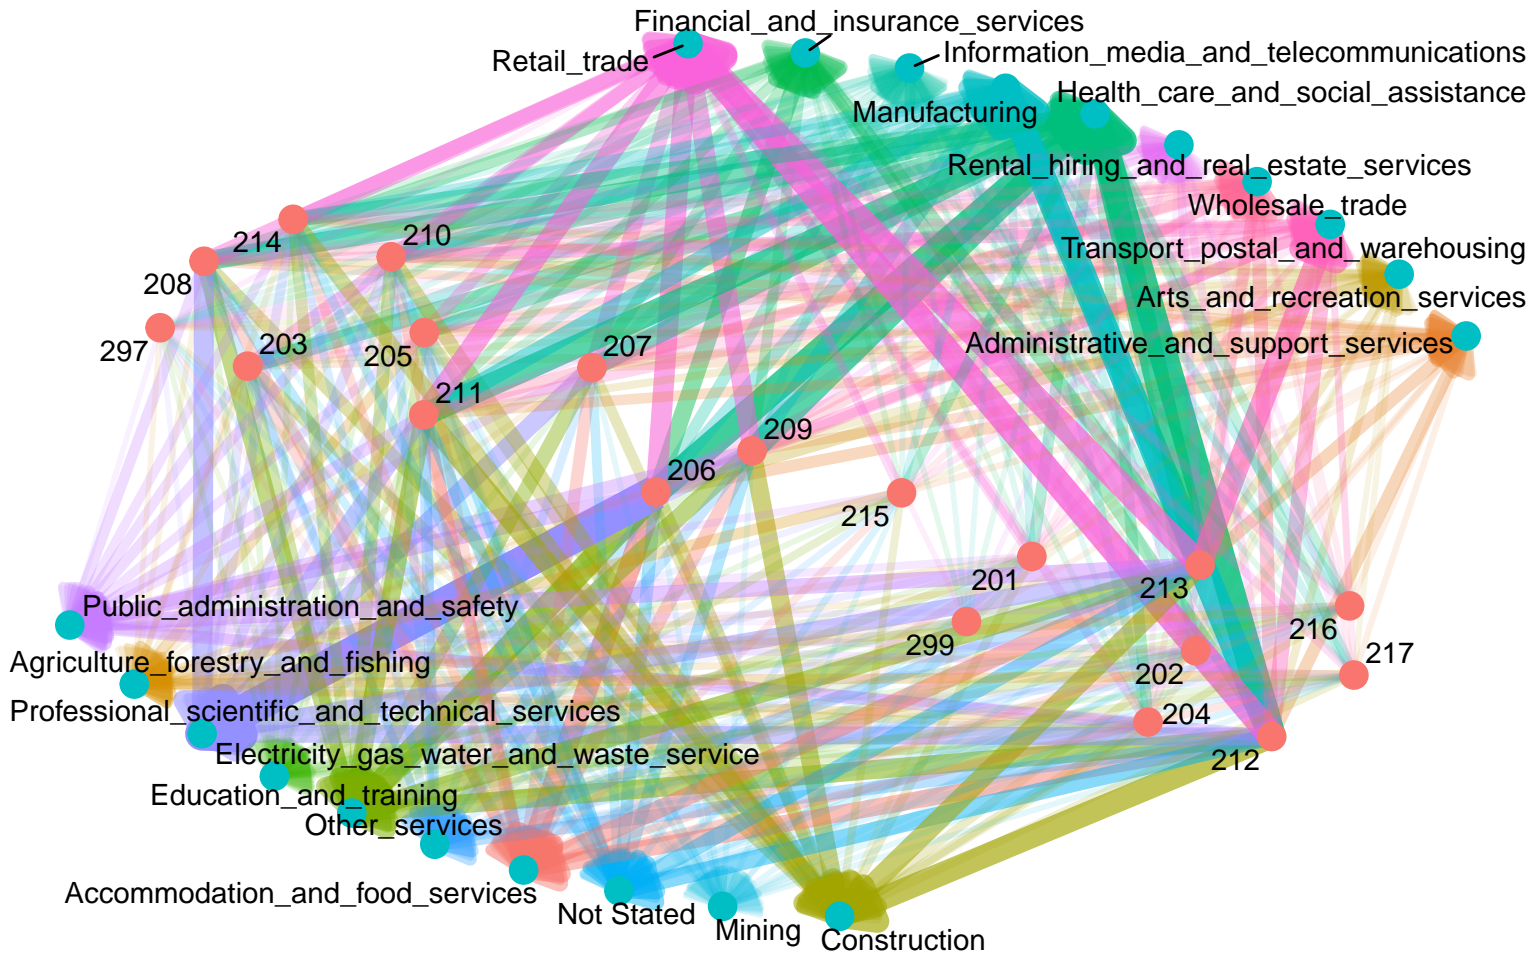 Financial_and_insurance_services
Retail_trade
Information_media_and_telecommunications
Health_care_and_social_assistance
Manufacturing
Rental_hiring_and_real_estate_services
Wholesale_trade
214
210
Transport_postal_and_warehousing
208
Arts_and_recreation_services
297
203
205
207
Administrative_and_support_services
211
209
206
215
201
213
Public_administration_and_safety
216
299
217
Agriculture_forestry_and_fishing
202
Professional_scientific_and_technical_services
204
Electricity_gas_water_and_waste_service
212
Education_and_training
Other_services
Accommodation_and_food_services
Not Stated
Mining
Construction